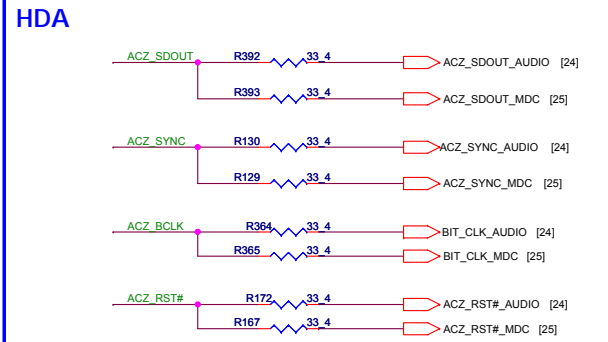 HDA
ACZ_SDOUT R392 33_4 ACZ_SDOUT_AUDIO [24]
R393 33_4 ACZ_SDOUT_MDC [25]
ACZ_SYNC R130 33_4 ACZ_SYNC_AUDIO [24]
R129 33_4 ACZ_SYNC_MDC [25]
ACZ_BCLK R364 33_4 BIT_CLK_AUDIO [24]
R365 33_4 BIT_CLK_MDC [25]
ACZ_RST# R172 33_4 ACZ_RST#_AUDIO [24]
R167 33_4 ACZ_RST#_MDC [25]